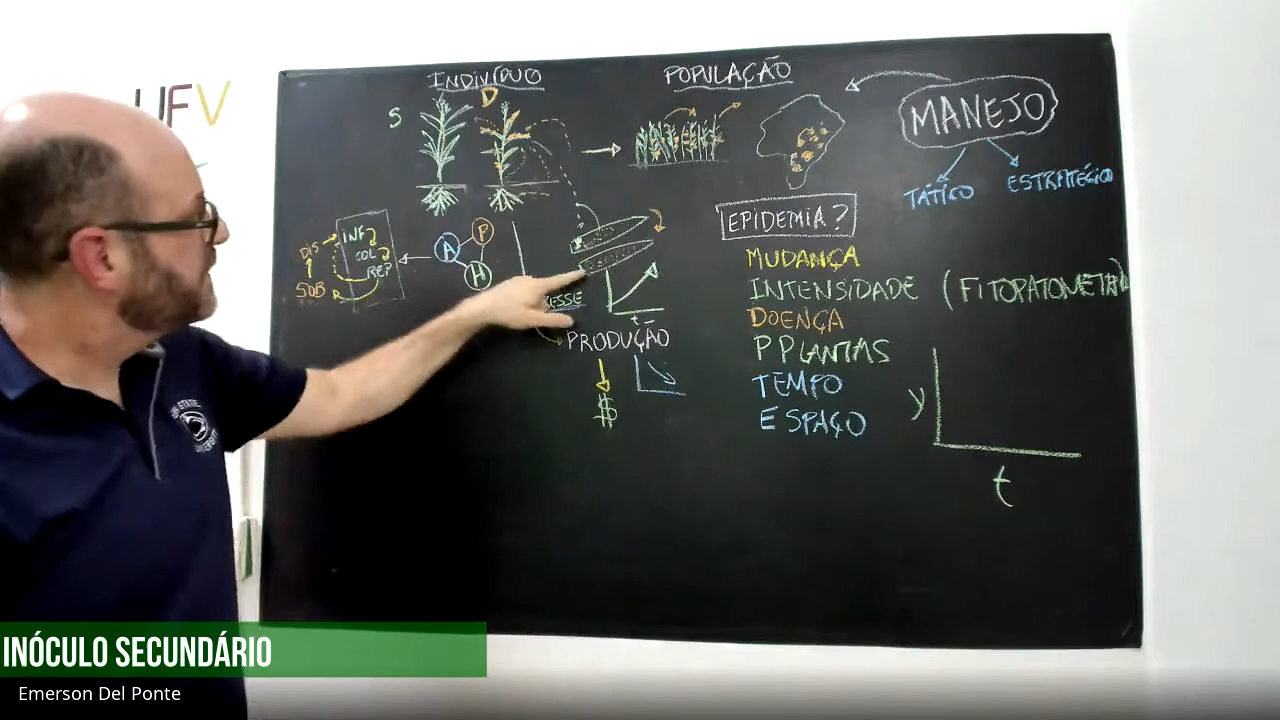 UFV
INDIVÍDUO
POPULAÇÃO
MANEJO
TÁTICO
ESTRATÉGICO
S
D
DIS
INF
COL
REP
SOB
A
P
H
EPIDEMIA?
MUDANÇA
INTENSIDADE (FITOPATOMETRIA)
DOENÇA
P PLANTAS
TEMPO
ESPAÇO
t
PRODUÇÃO
$
y
t
INÓCULO SECUNDÁRIO
Emerson Del Ponte